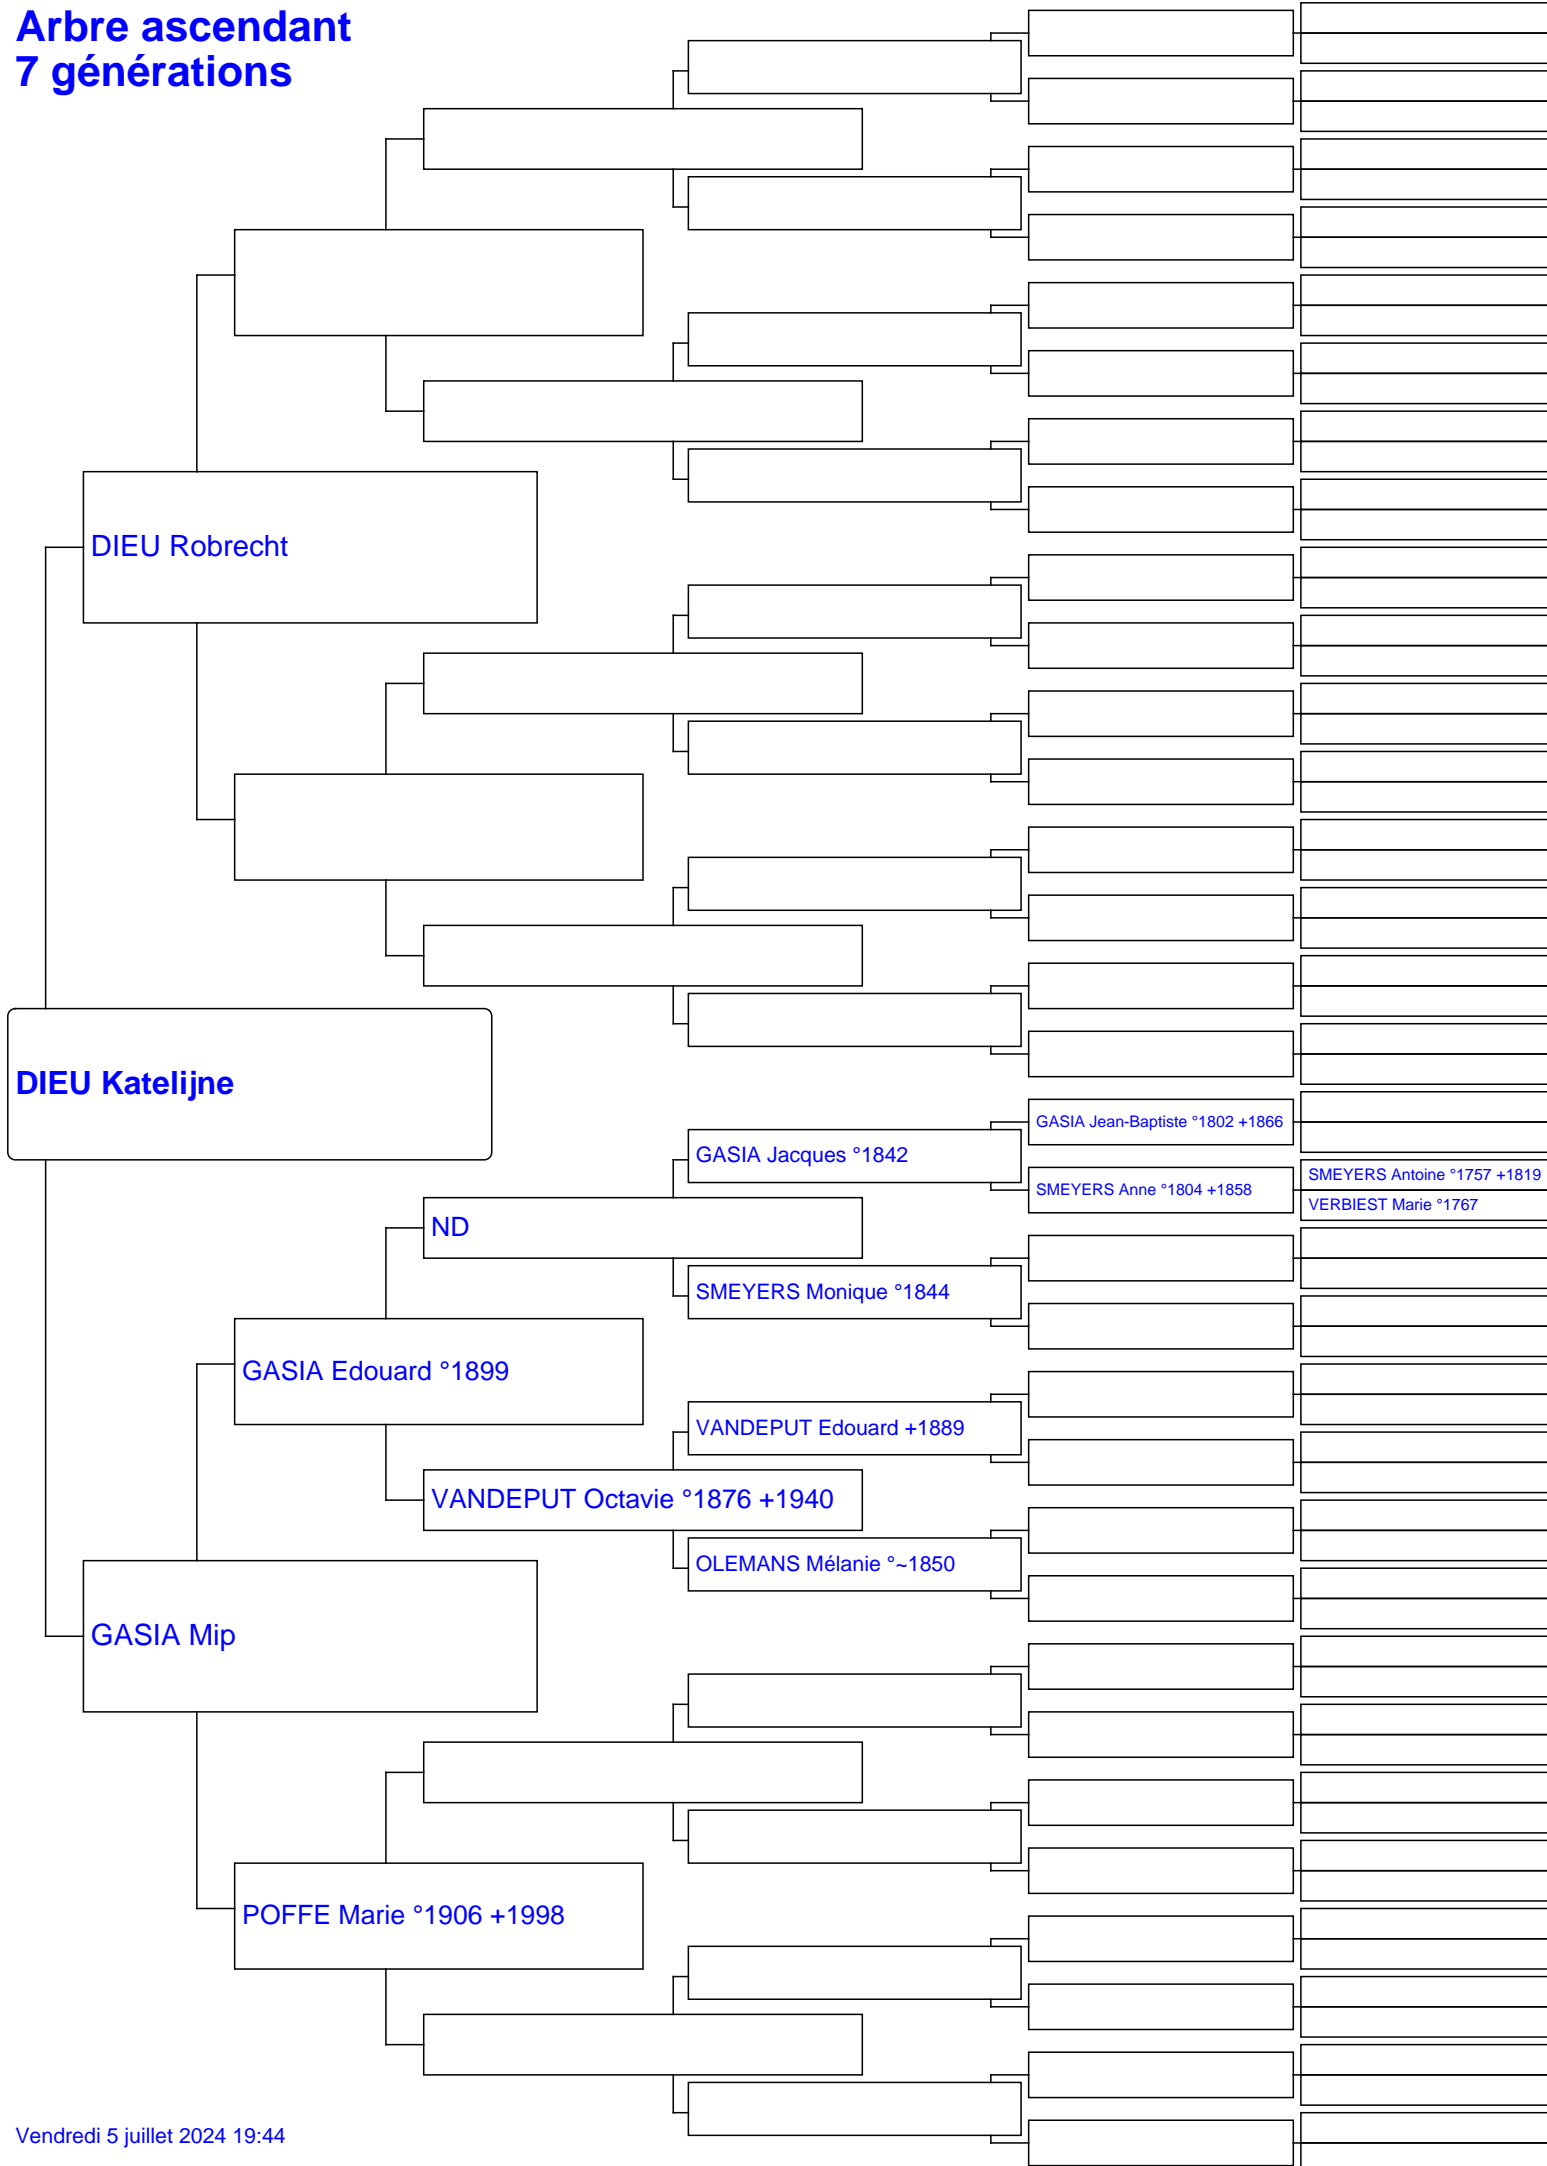 Arbre ascendant
7 générations
DIEU Robrecht
DIEU Katelijne
GASIA Jean-Baptiste °1802 +1866
GASIA Jacques °1842
SMEYERS Antoine °1757 +1819
SMEYERS Anne °1804 +1858
VERBIEST Marie °1767
ND
SMEYERS Monique °1844
GASIA Edouard °1899
VANDEPUT Edouard +1889
VANDEPUT Octavie °1876 +1940
OLEMANS Mélanie °~1850
GASIA Mip
POFFE Marie °1906 +1998
Vendredi 5 juillet 2024 19:44